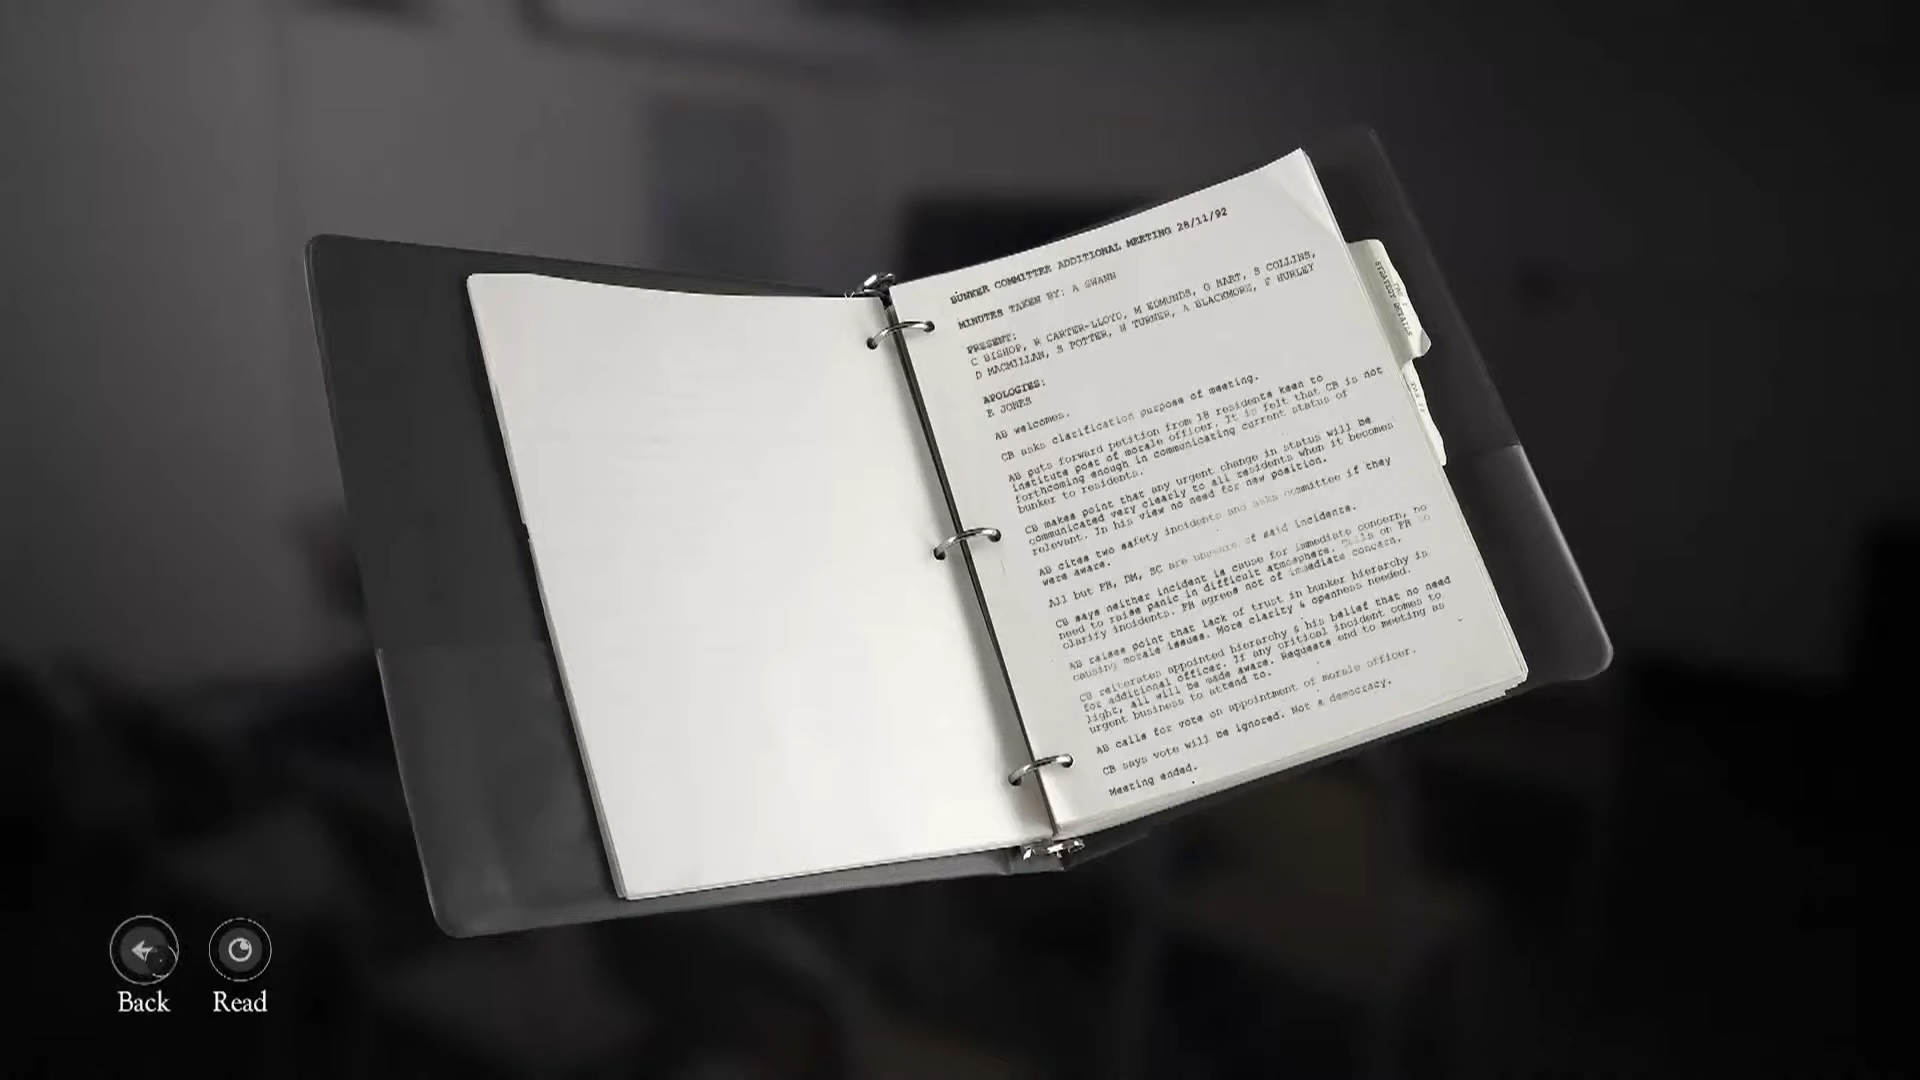 BUNKER COMMITTEE ADDITIONAL MEETING 28/11/92
MINUTES TAKEN BY: A SWANN
PRESENT:
C BISHOP, R CARTER-LLOYD, M EDMUNDS, G HART, S COLLINS,
D MACMILLAN, S POTTER, N TURNER, A BLACKMORE, F HURLEY
APOLOGIES:
E JONES
AB welcomes.
CB asks clarification purpose of meeting.
AB puts forward petition from 18 residents keen to
institute post of morale officer. It is felt that CB is not
forthcoming enough in communicating current status of
bunker to residents.
CB makes point that any urgent change in status will be
communicated very clearly to all residents when it becomes
relevant. In his view no need for new position.
AB cites two safety incidents and asks committee if they
were aware.
All but FH, DM, SC are unaware of said incidents.
CB says neither incident is cause for immediate concern, no
need to raise panic in difficult atmosphere. Calls on FH to
clarify incidents. FH agrees not of immediate concern.
AB raises point that lack of trust in bunker hierarchy is
causing morale issues. More clarity & openness needed.
CB reiterates appointed hierarchy & his belief that no need
for additional officer. If any critical incident comes to
light, all will be made aware. Requests end to meeting as
urgent business to attend to.
AB calls for vote on appointment of morale officer.
CB says vote will be ignored. Not a democracy.
Meeting ended.
STRATEGY DETAILS
Back
Read